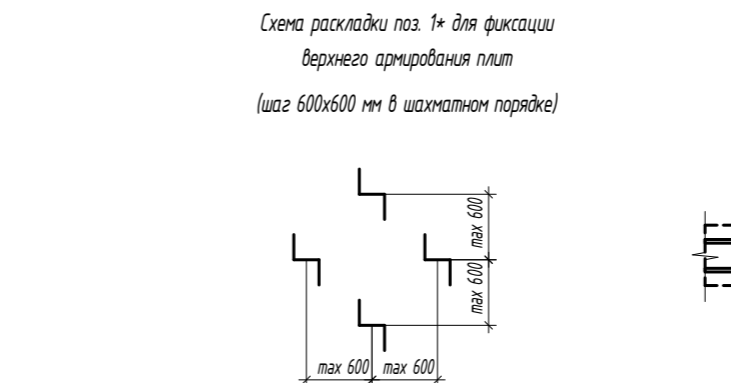 Схема раскладки поз. 1* для фиксации
верхнего армирования плит
(шаг 600х600 мм в шахматном порядке)
max 600
max 600
max 600 max 600